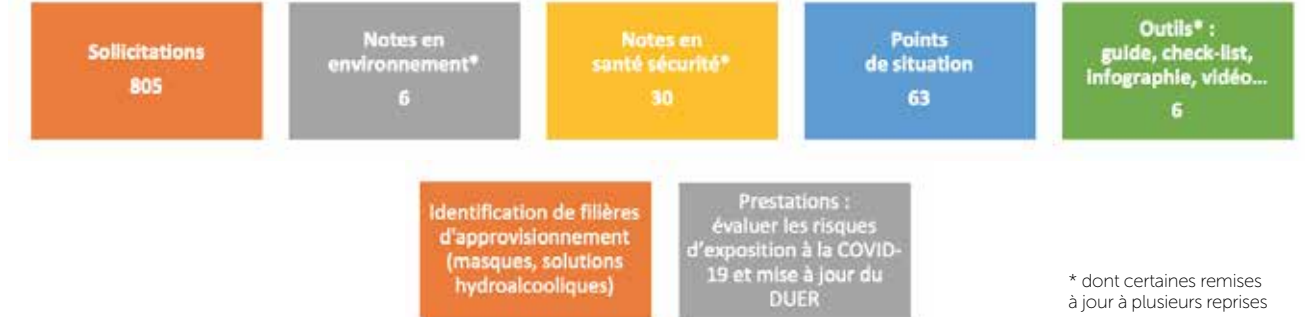 Sollicitations
805
Notes en
environnement*
6
Notes en
santé sécurité*
30
Points
de situation
63
Outils* :
guide, check-list,
infographie, vidéo...
6
Identification de filières
d'approvisionnement
(masques, solutions
hydroalcooliques)
Prestations :
évaluer les risques
d'exposition à la COVID-
19 et mise à jour du
DUER
* dont certaines remises
à jour à plusieurs reprises